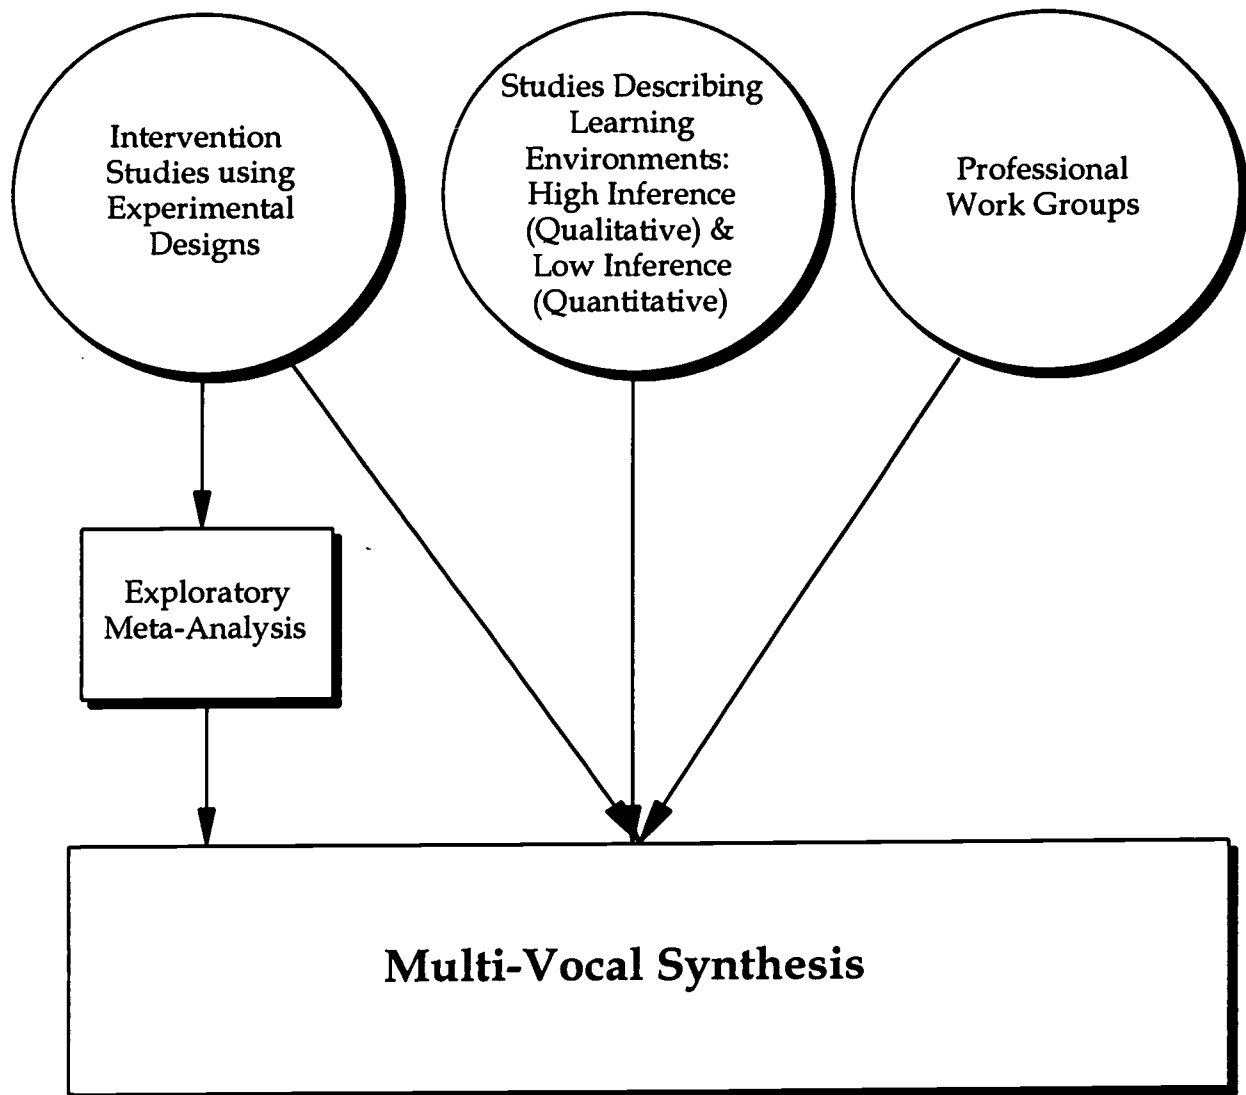 Intervention
Studies using
Experimental
Designs
Studies Describing
Learning
Environments:
High Inference
(Qualitative) &
Low Inference
(Quantitative)
Professional
Work Groups
Exploratory
Meta-Analysis
Multi-Vocal Synthesis